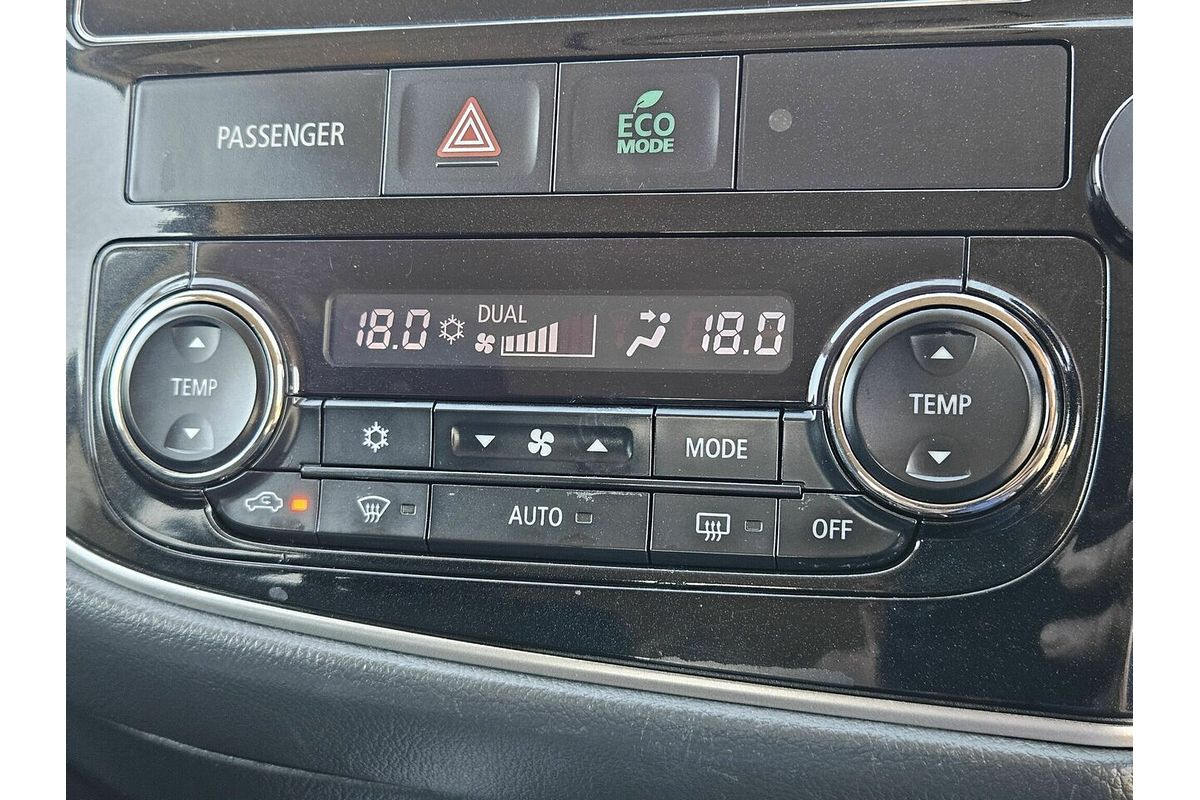 PASSENGER
ECO
MODE
DUAL
18.0
18.0
TEMP
TEMP
MODE
AUTO
OFF